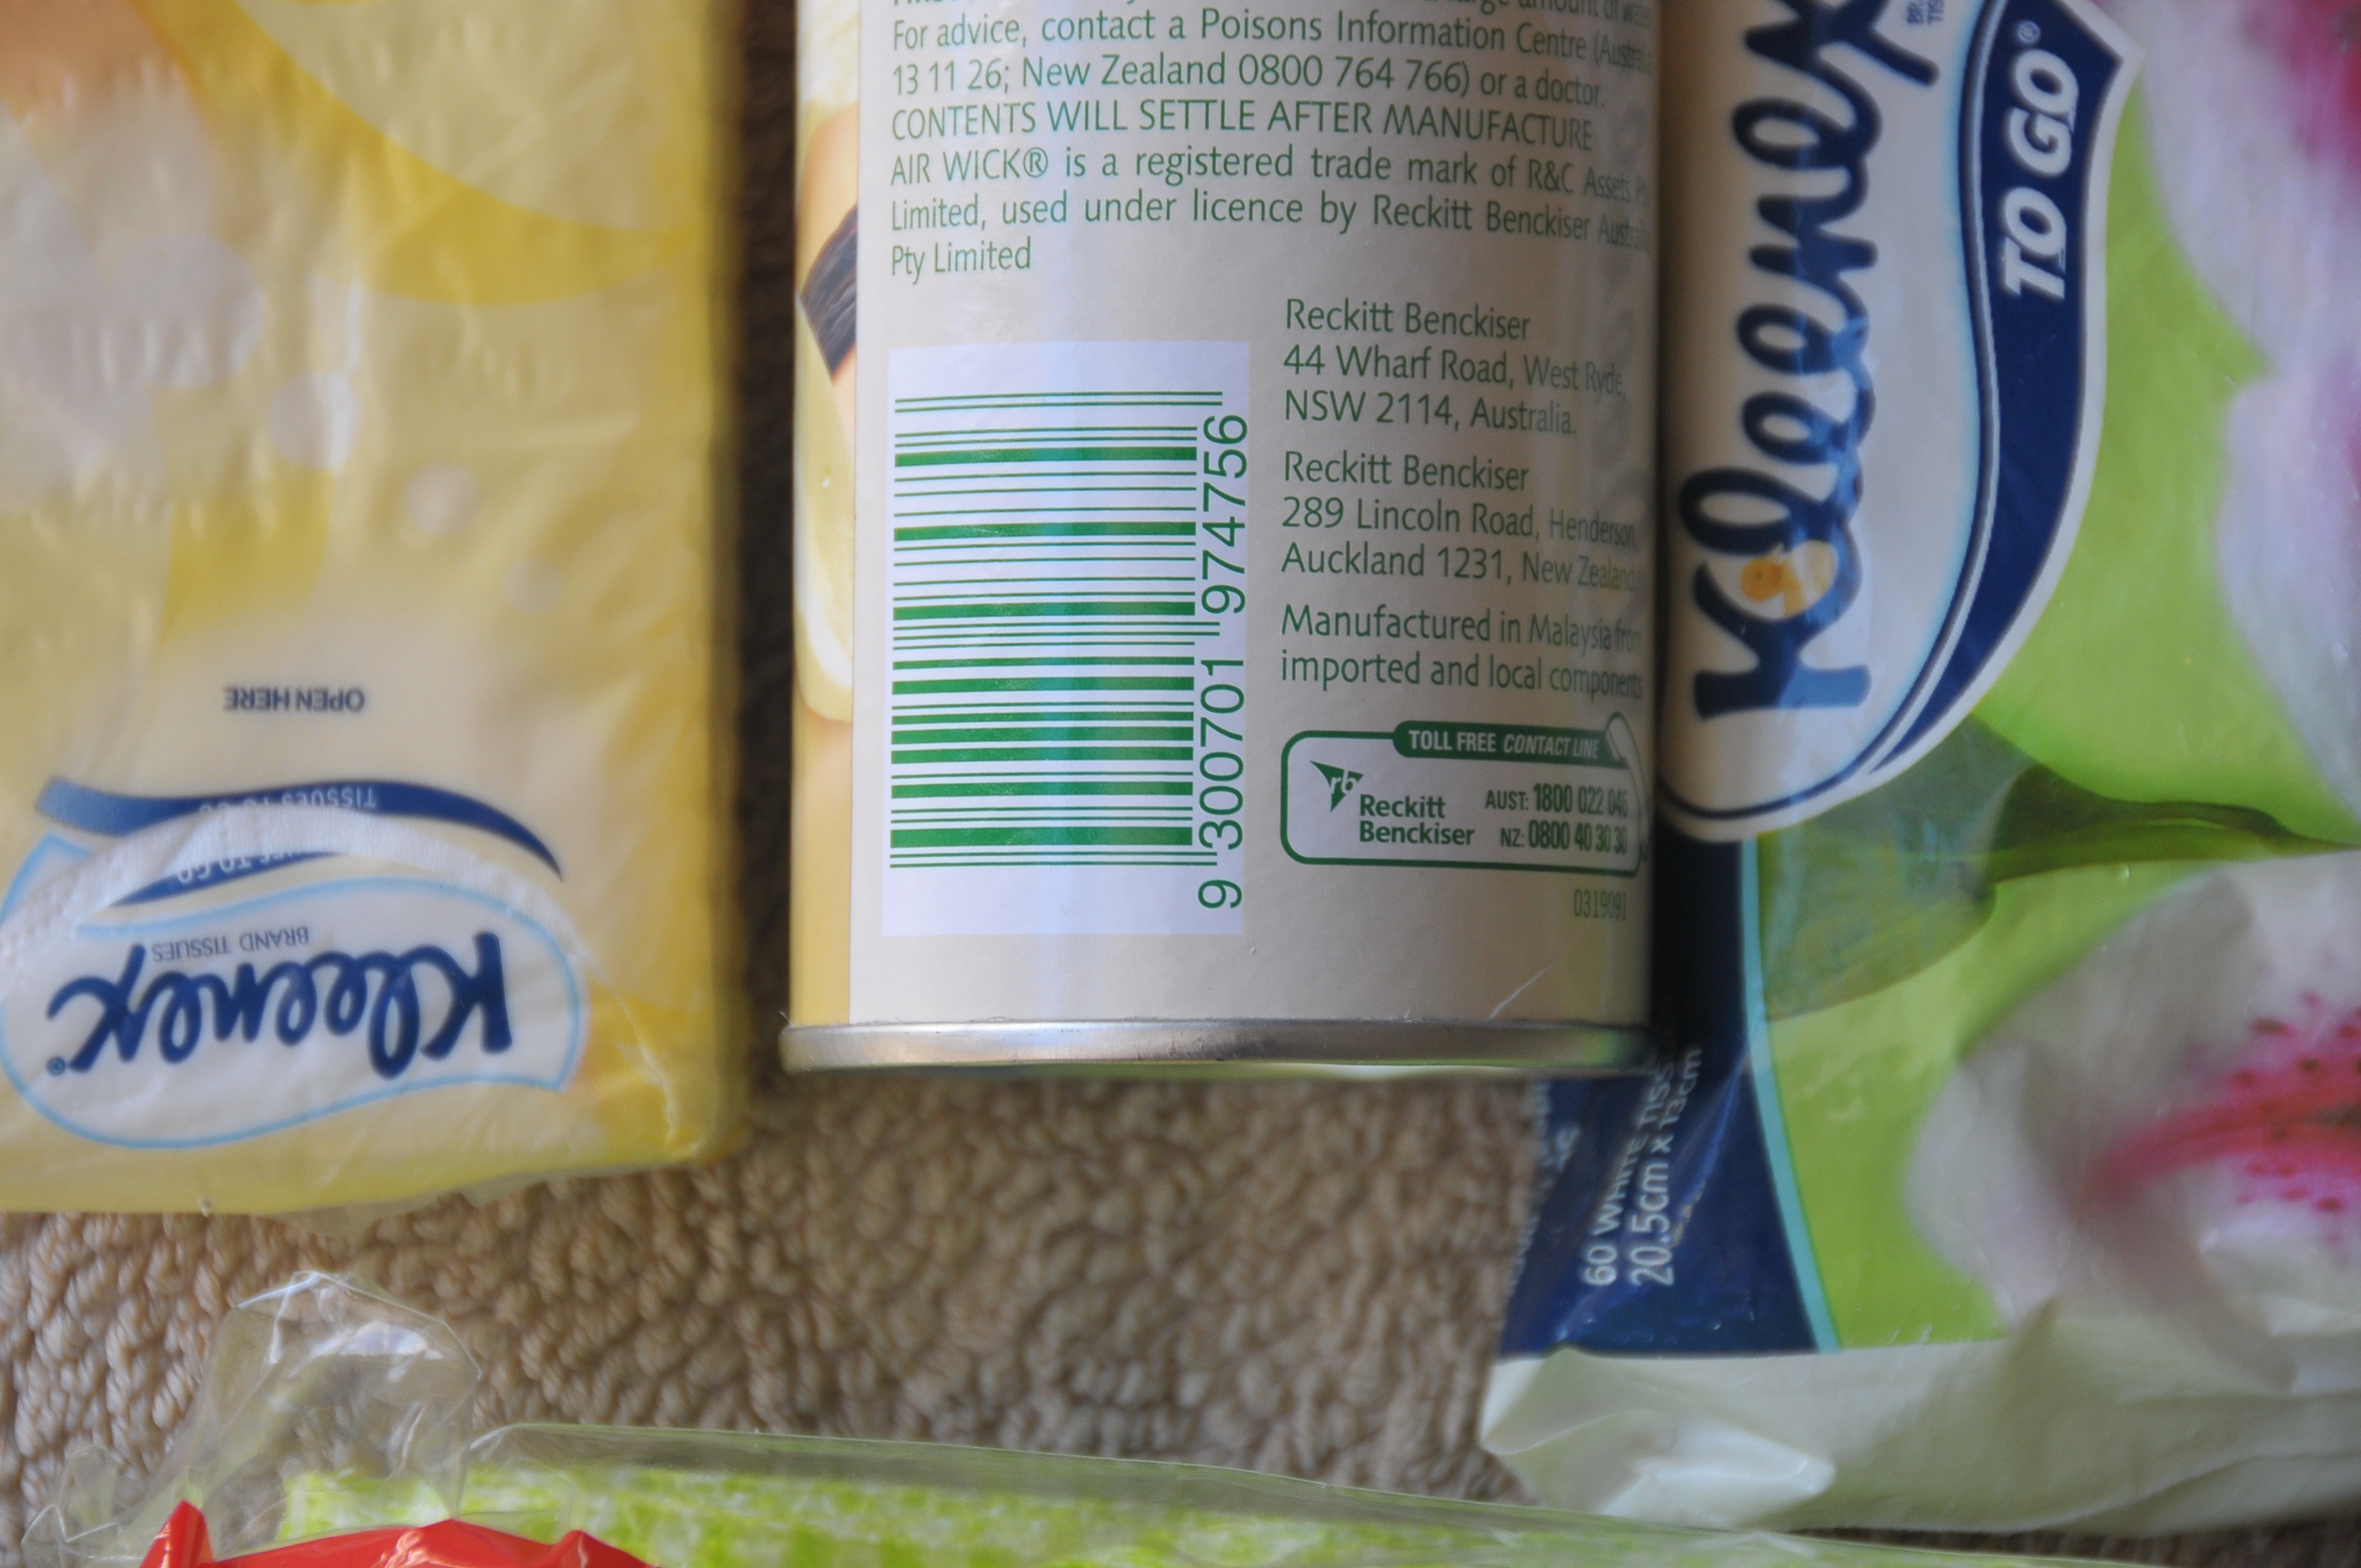 For advice, contact a Poisons Information Centre
13 11 26; New Zealand 0800 764 766) or a doctor.
CONTENTS WILL SETTLE AFTER MANUFACTURE
AIR WICK® is a registered trade mark of R&C Assets
Limited, used under licence by Reckitt Benckiser
Pty Limited
Reckitt Benckiser
44 Wharf Road, West Ryde,
NSW 2114, Australia.
Reckitt Benckiser
289 Lincoln Road, Henderson
Auckland 1231, New Zealand
Manufactured in Malaysia from
imported and local components
TOLL FREE CONTACT LINE
rb Reckitt Benckiser
AUST: 1800 022 046
NZ: 0800 40 30 30
0319091
9 300701 974756
OPEN HERE
TISSUES TO GO
Kleenex®
BRAND TISSUES
Kleenex
TO GO®
60 WHITE
20.5cm x 13cm